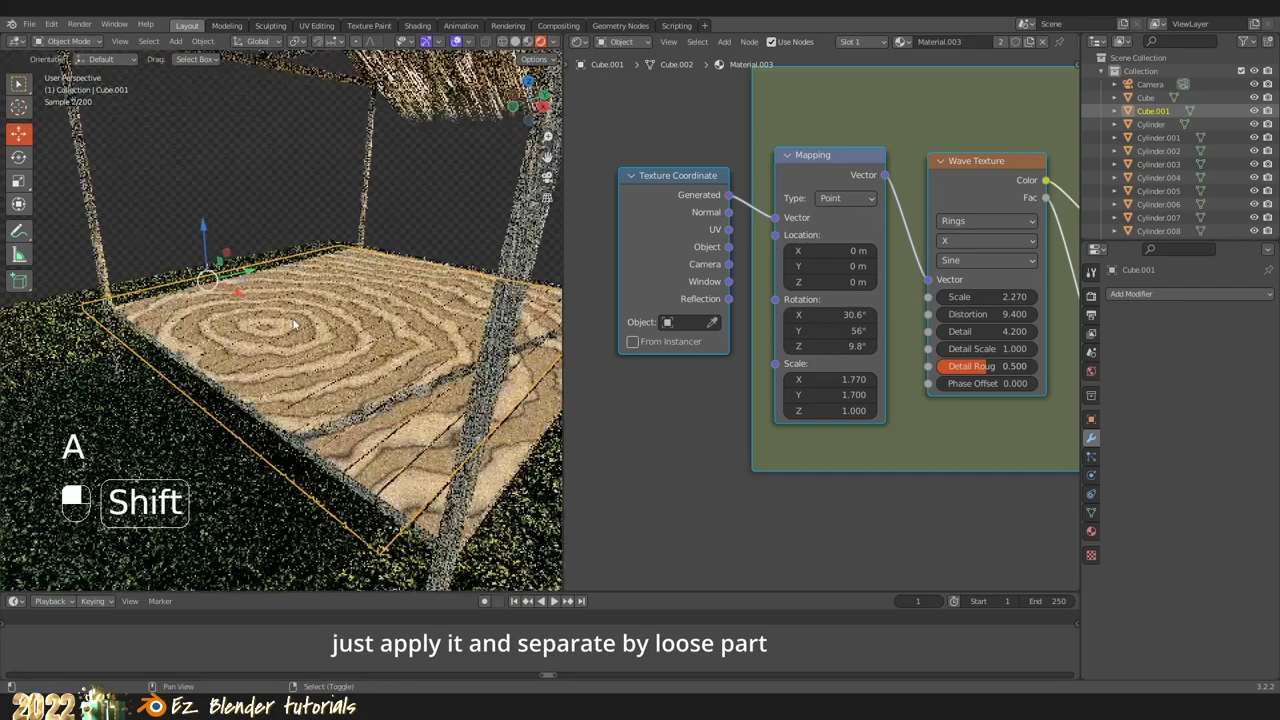 File Edit Render Window Help Layout Modeling Sculpting UV Editing Texture Paint Shading Animation Rendering Compositing Geometry Nodes Scripting + Scene ViewLayer
Object Mode View Select Add Object Global Object View Select Add Node Use Nodes Slot 1 Material.003 2
Orientation: Default Drag: Select Box Options
Cube.001 Cube.002 Material.003
User Perspective
(1) Collection | Cube.001
Sample 2/200
Scene Collection
Collection
Camera
Cube
Cube.001
Cylinder
Cylinder.001
Cylinder.002
Cylinder.003
Cylinder.004
Cylinder.005
Cylinder.006
Cylinder.007
Cylinder.008
Cube.001
Add Modifier
Texture Coordinate
Generated
Normal
UV
Object
Camera
Window
Reflection
Object:
From Instancer
Mapping
Vector
Type: Point
Vector
Location:
X 0 m
Y 0 m
Z 0 m
Rotation:
X 30.6°
Y 56°
Z 9.8°
Scale:
X 1.770
Y 1.700
Z 1.000
Wave Texture
Color
Fac
Rings
X
Sine
Vector
Scale 2.270
Distortion 9.400
Detail 4.200
Detail Scale 1.000
Detail Roug 0.500
Phase Offset 0.000
A
Shift
Playback Keying View Marker 1 Start 1 End 250
just apply it and separate by loose part
Pan View Select (Toggle) 3.2.2
2022 Ez Blender tutorials